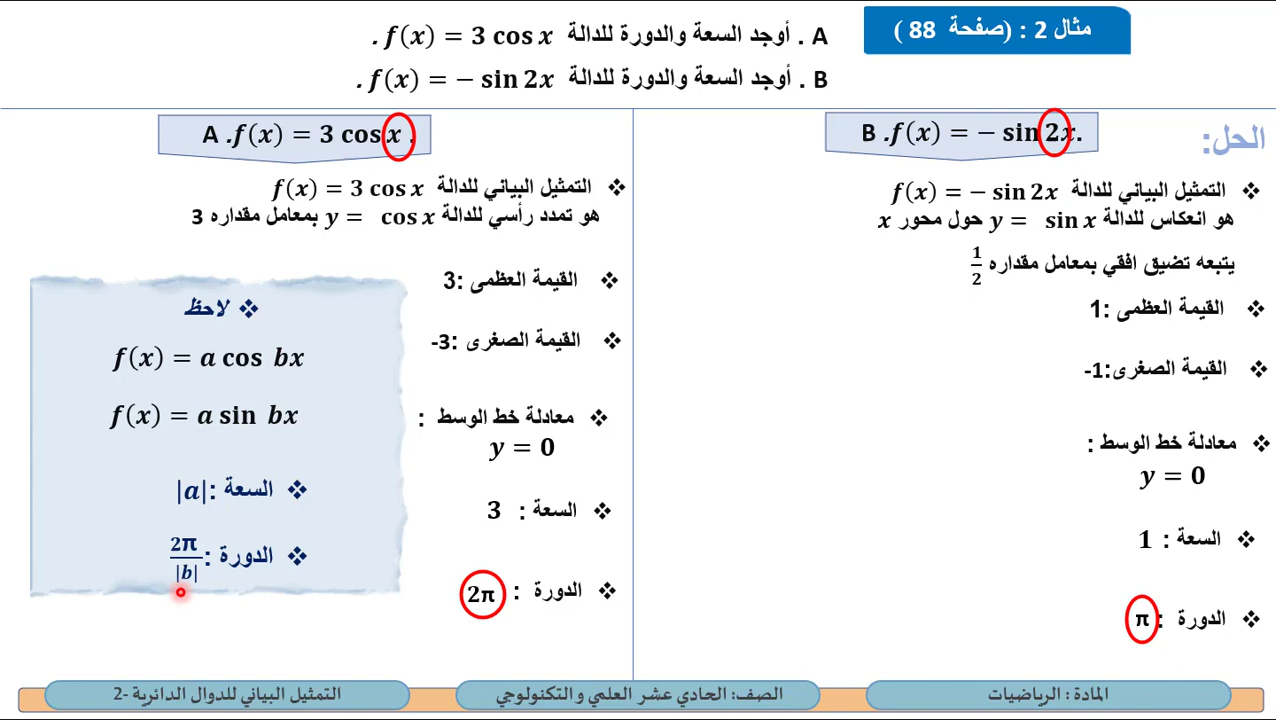 مثال 2 : (صفحة 88 )
A . أوجد السعة والدورة للدالة f(x) = 3 cos x .
B . أوجد السعة والدورة للدالة f(x) = − sin 2x .
الحل:
B .f(x) = − sin 2x.
❖ التمثيل البياني للدالة f(x) = − sin 2x
هو انعكاس للدالة y = sin x حول محور x
يتبعه تضيق افقي بمعامل مقداره 1/2
❖ القيمة العظمى :1
❖ القيمة الصغرى:1-
❖ معادلة خط الوسط :
y = 0
❖ السعة : 1
❖ الدورة : π
A .f(x) = 3 cos x .
❖ التمثيل البياني للدالة f(x) = 3 cos x
هو تمدد رأسي للدالة y = cos x بمعامل مقداره 3
❖ القيمة العظمى :3
❖ القيمة الصغرى :3-
❖ معادلة خط الوسط :
y = 0
❖ السعة : 3
❖ الدورة : 2π
❖ لاحظ
f(x) = a cos bx
f(x) = a sin bx
❖ السعة :|a|
❖ الدورة : 2π/|b|
المادة : الرياضيات
الصف: الحادي عشر العلمي والتكنولوجي
التمثيل البياني للدوال الدائرية -2